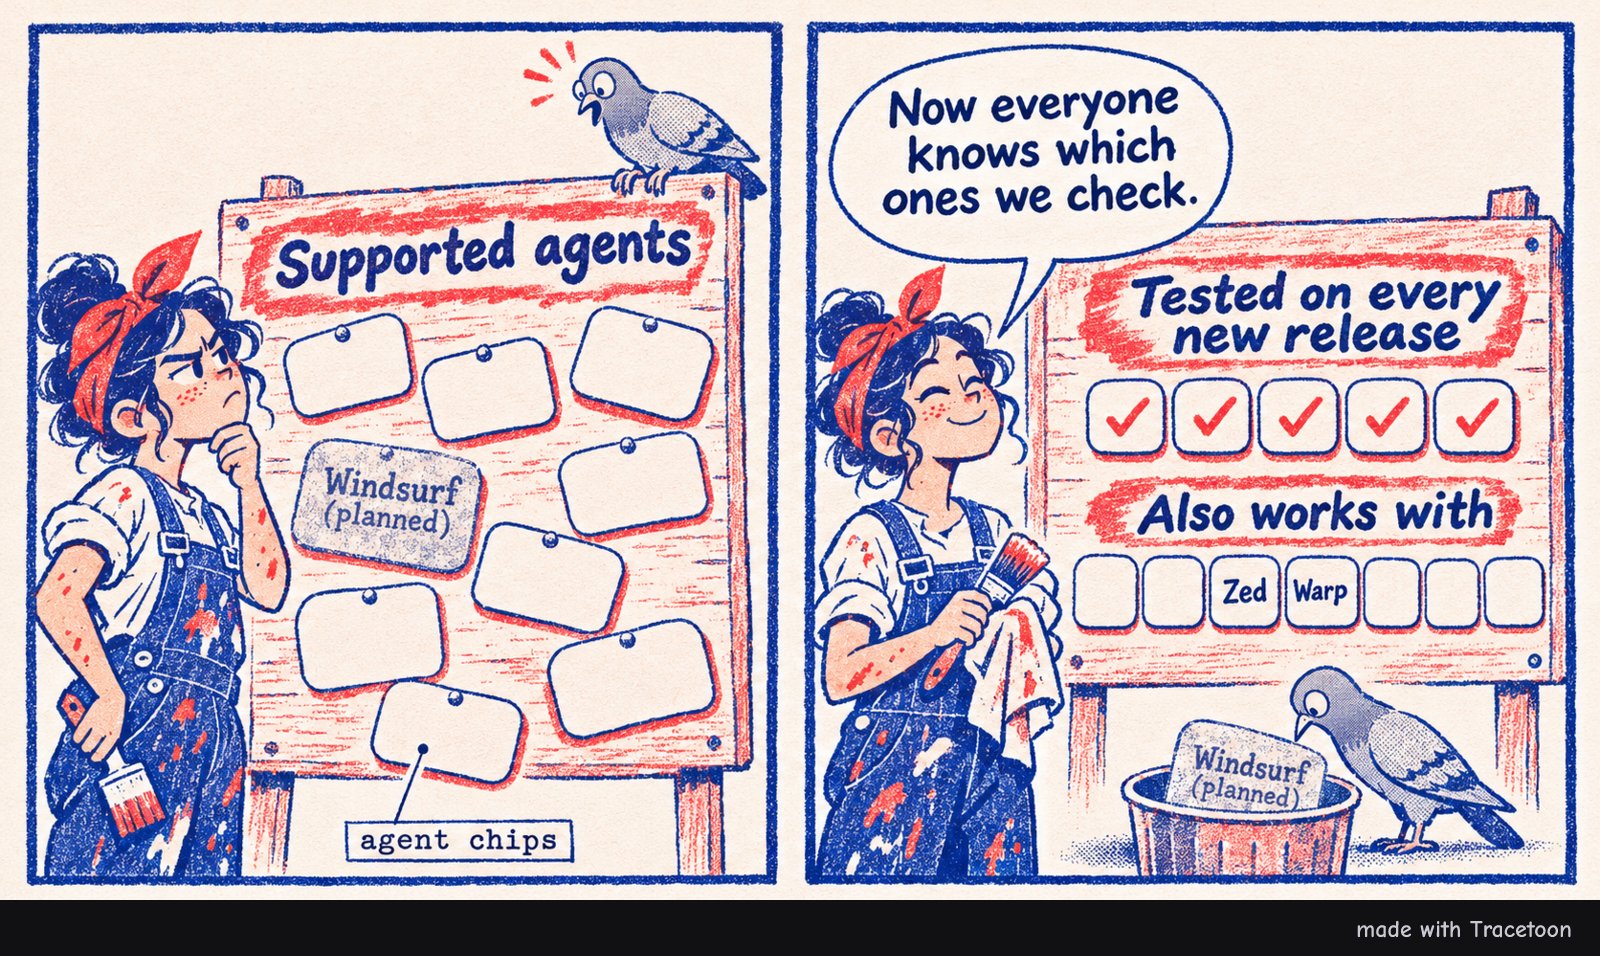 Supported agents
Windsurf
(planned)
agent chips
Now everyone
knows which
ones we check.
Tested on every
new release
Also works with
Zed
Warp
Windsurf
(planned)
made with Tracetoon